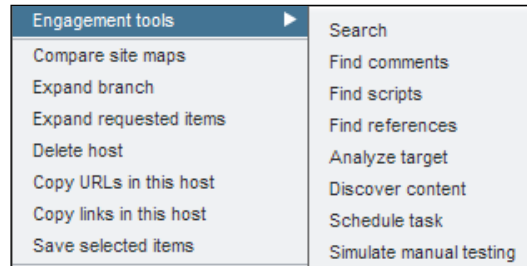 Engagement tools
Compare site maps
Expand branch
Expand requested items
Delete host
Copy URLs in this host
Copy links in this host
Save selected items
Search
Find comments
Find scripts
Find references
Analyze target
Discover content
Schedule task
Simulate manual testing